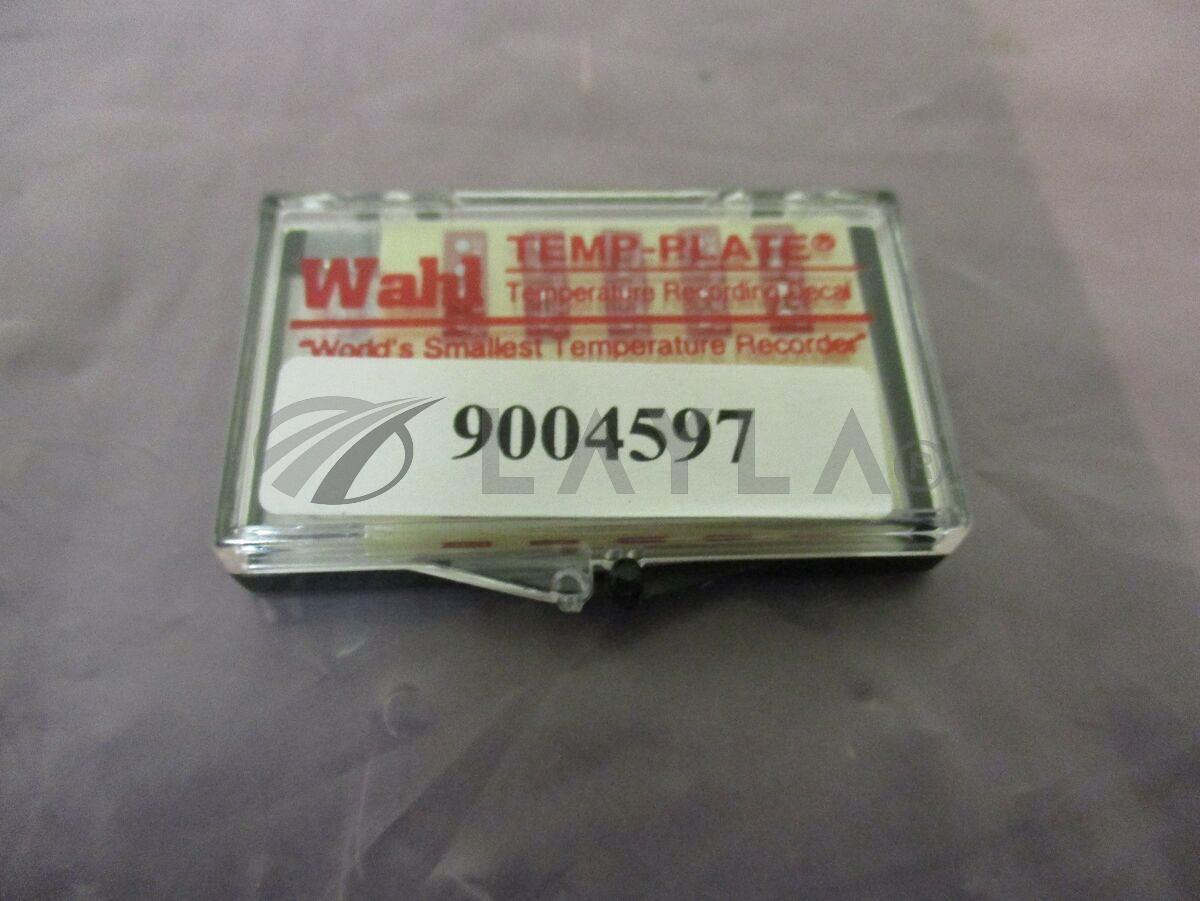 Wahl TEMP-PLATE®
Temperature Recording Decal
"World's Smallest Temperature Recorder"
9004597
LAYLA®